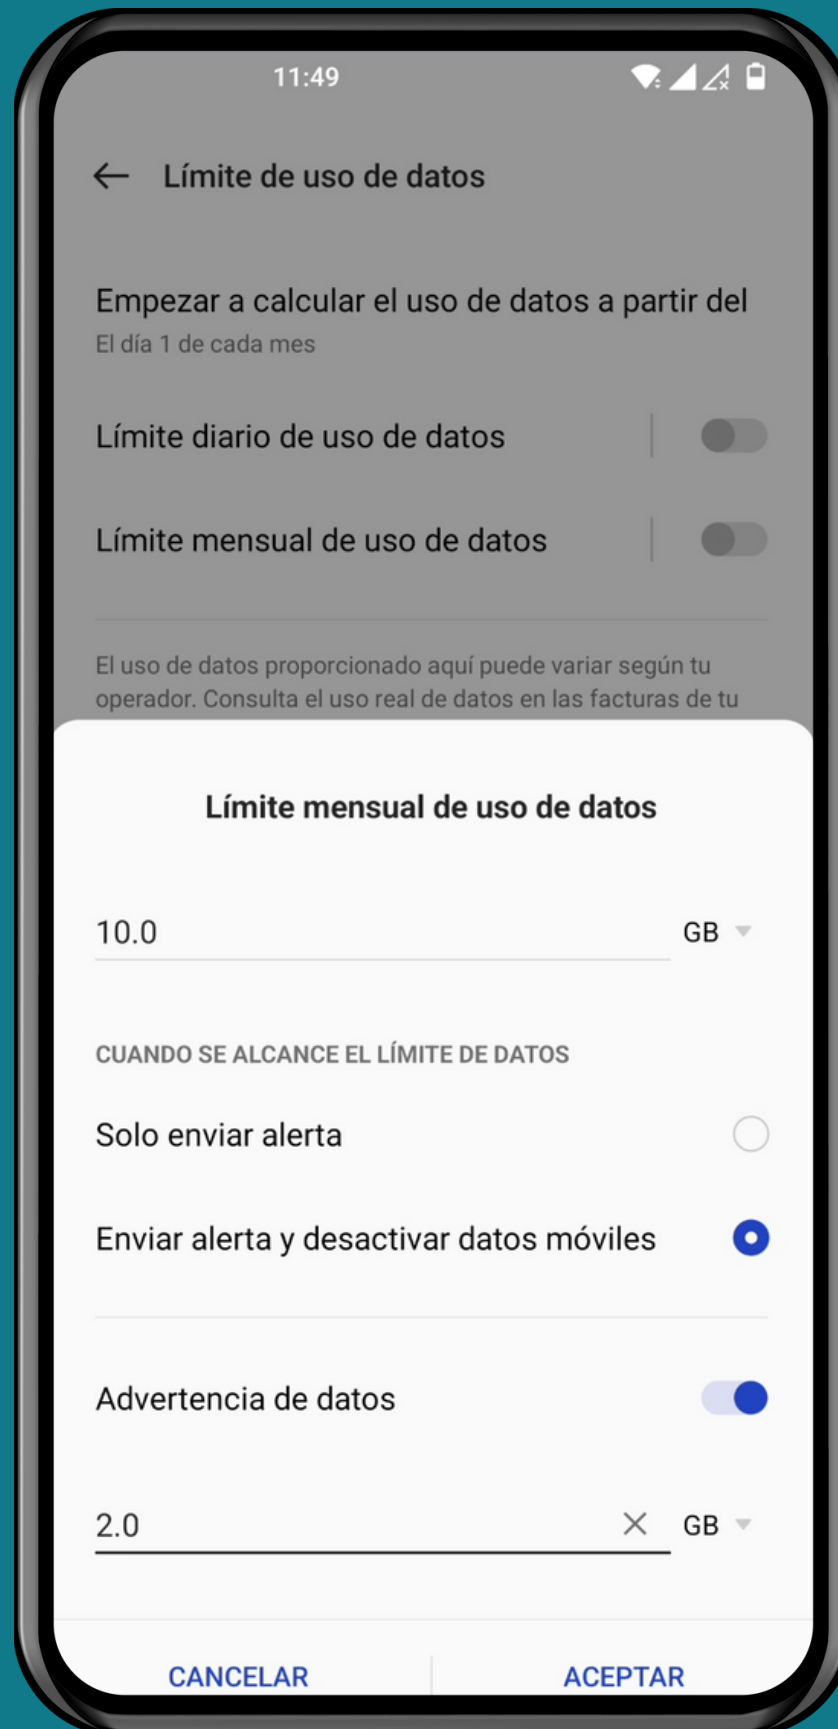 11:49
Límite de uso de datos
Empezar a calcular el uso de datos a partir del
El día 1 de cada mes
Límite diario de uso de datos
Límite mensual de uso de datos
El uso de datos proporcionado aquí puede variar según tu
operador. Consulta el uso real de datos en las facturas de tu
Límite mensual de uso de datos
10.0 GB
CUANDO SE ALCANCE EL LÍMITE DE DATOS
Solo enviar alerta
Enviar alerta y desactivar datos móviles
Advertencia de datos
2.0 GB
CANCELAR ACEPTAR